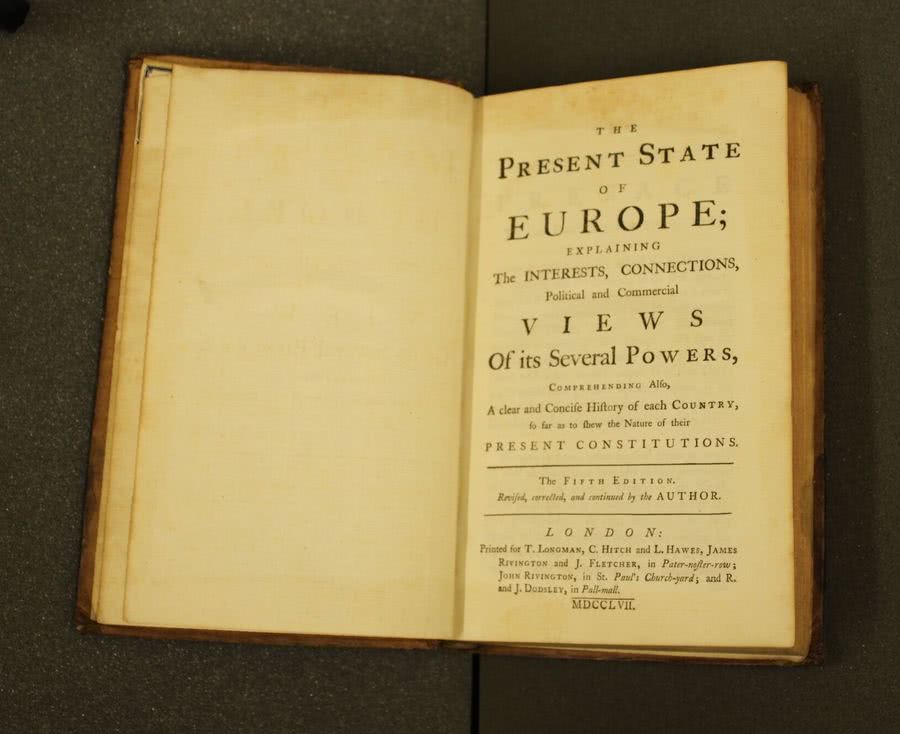 THE
PRESENT STATE
OF
EUROPE;
EXPLAINING
The INTERESTS, CONNECTIONS,
Political and Commercial
VIEWS
Of its Several POWERS,
COMPREHENDING Alſo,
A clear and Conciſe Hiſtory of each COUNTRY,
ſo far as to ſhew the Nature of their
PRESENT CONSTITUTIONS.
The FIFTH EDITION.
Reviſed, corrected, and continued by the AUTHOR.
LONDON:
Printed for T. LONGMAN, C. HITCH and L. HAWES, JAMES
RIVINGTON and J. FLETCHER, in Pater-noſter-row;
JOHN RIVINGTON, in St. Paul's Church-yard; and R.
and J. DODSLEY, in Pall-mall.
MDCCLVII.